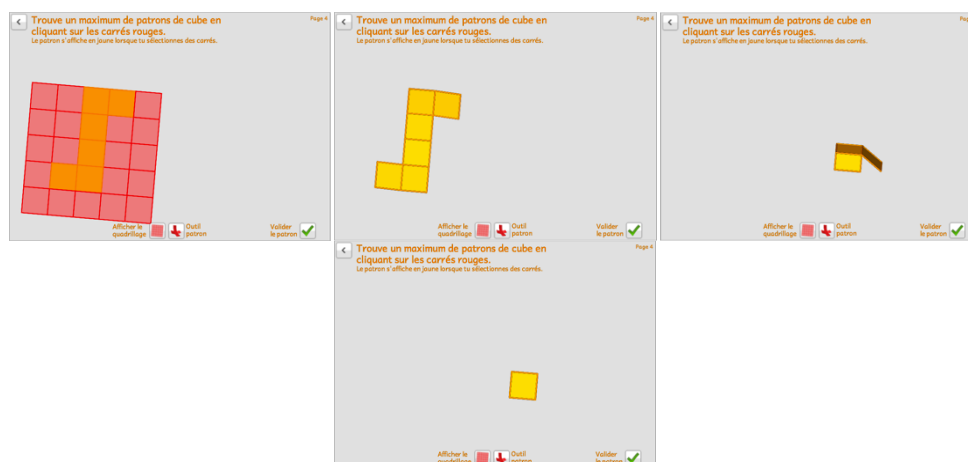 Trouve un maximum de patrons de cube en
cliquant sur les carrés rouges.
Le patron s'affiche en jaune lorsque tu sélectionnes des carrés.
Page 4
Afficher le
quadrillage
Outil
patron
Valider
le patron
Trouve un maximum de patrons de cube en
cliquant sur les carrés rouges.
Le patron s'affiche en jaune lorsque tu sélectionnes des carrés.
Page 4
Afficher le
quadrillage
Outil
patron
Valider
le patron
Trouve un maximum de patrons de cube en
cliquant sur les carrés rouges.
Le patron s'affiche en jaune lorsque tu sélectionnes des carrés.
Afficher le
quadrillage
Outil
patron
Valider
le patron
Trouve un maximum de patrons de cube en
cliquant sur les carrés rouges.
Le patron s'affiche en jaune lorsque tu sélectionnes des carrés.
Page 4
Afficher le
quadrillage
Outil
patron
Valider
le patron